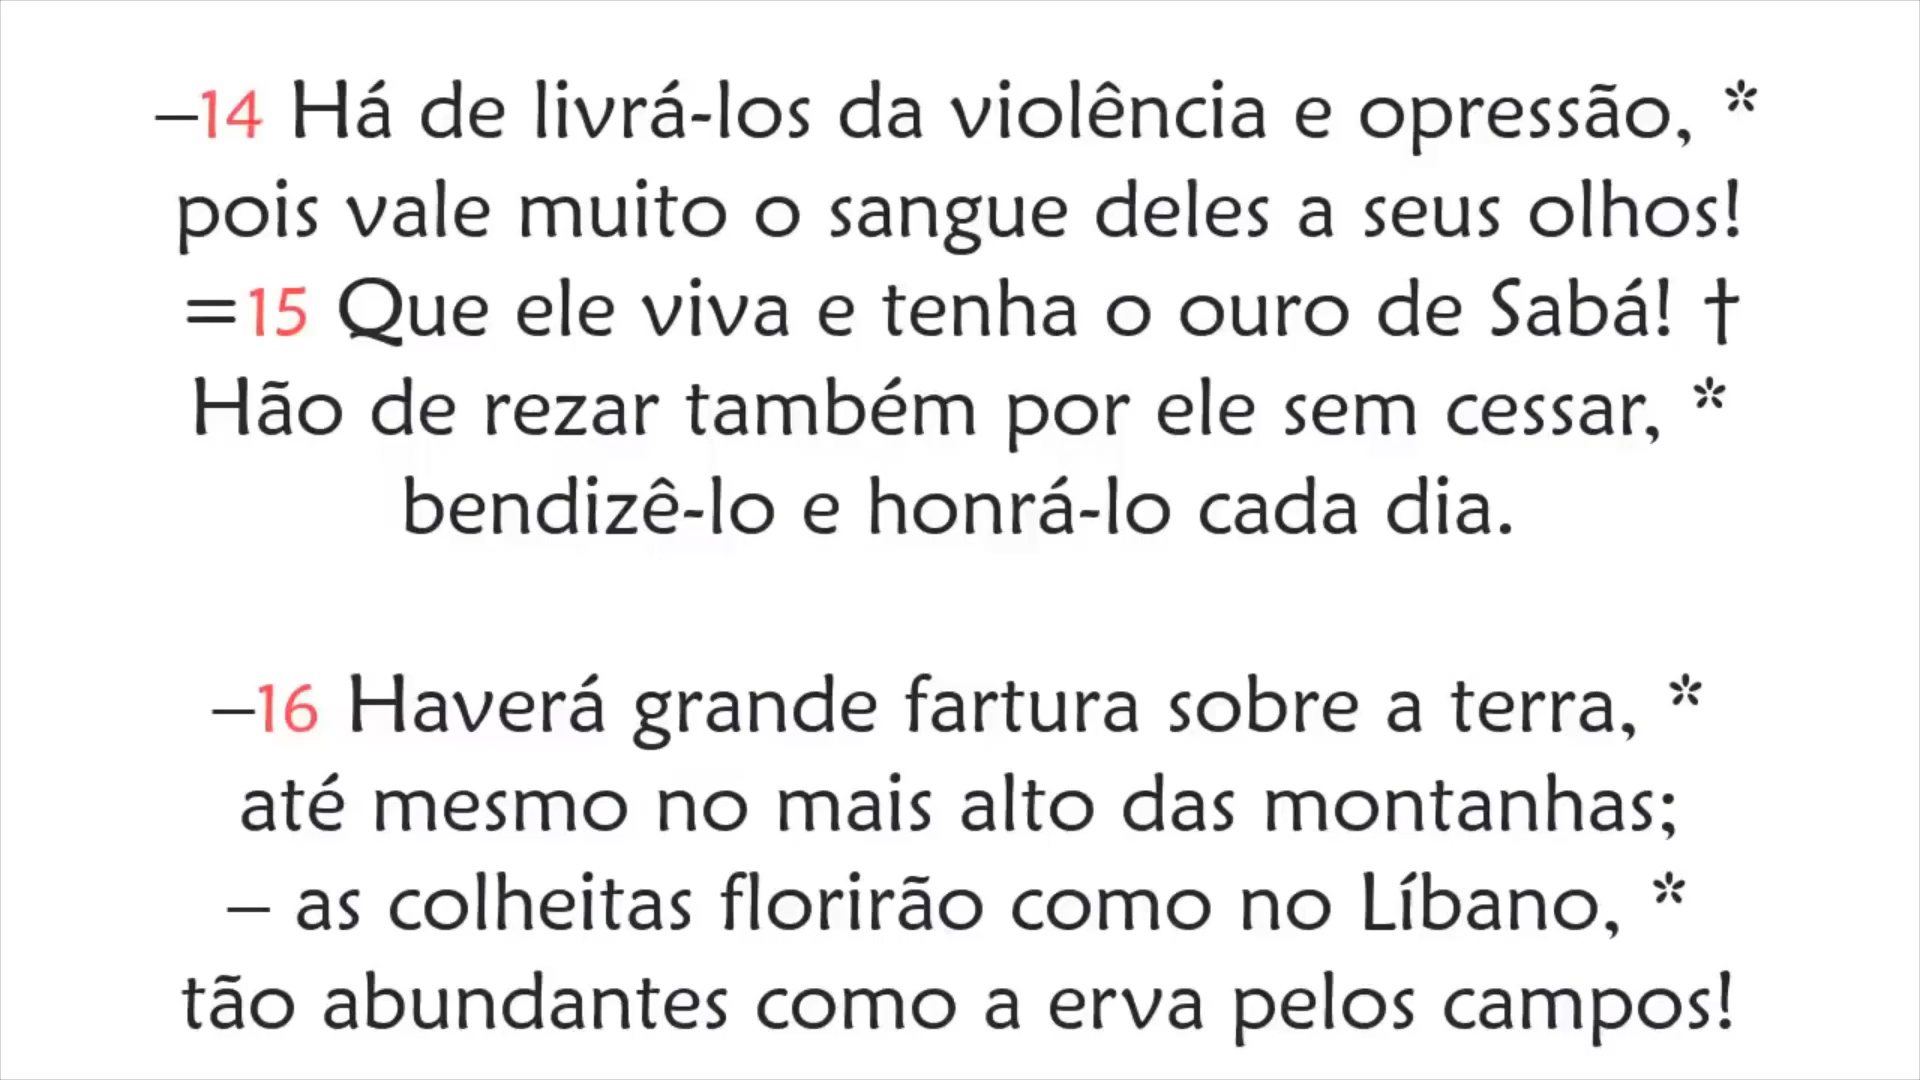 –14 Há de livrá-los da violência e opressão, *
pois vale muito o sangue deles a seus olhos!
=15 Que ele viva e tenha o ouro de Sabá! †
Hão de rezar também por ele sem cessar, *
bendizê-lo e honrá-lo cada dia.
–16 Haverá grande fartura sobre a terra, *
até mesmo no mais alto das montanhas;
– as colheitas florirão como no Líbano, *
tão abundantes como a erva pelos campos!